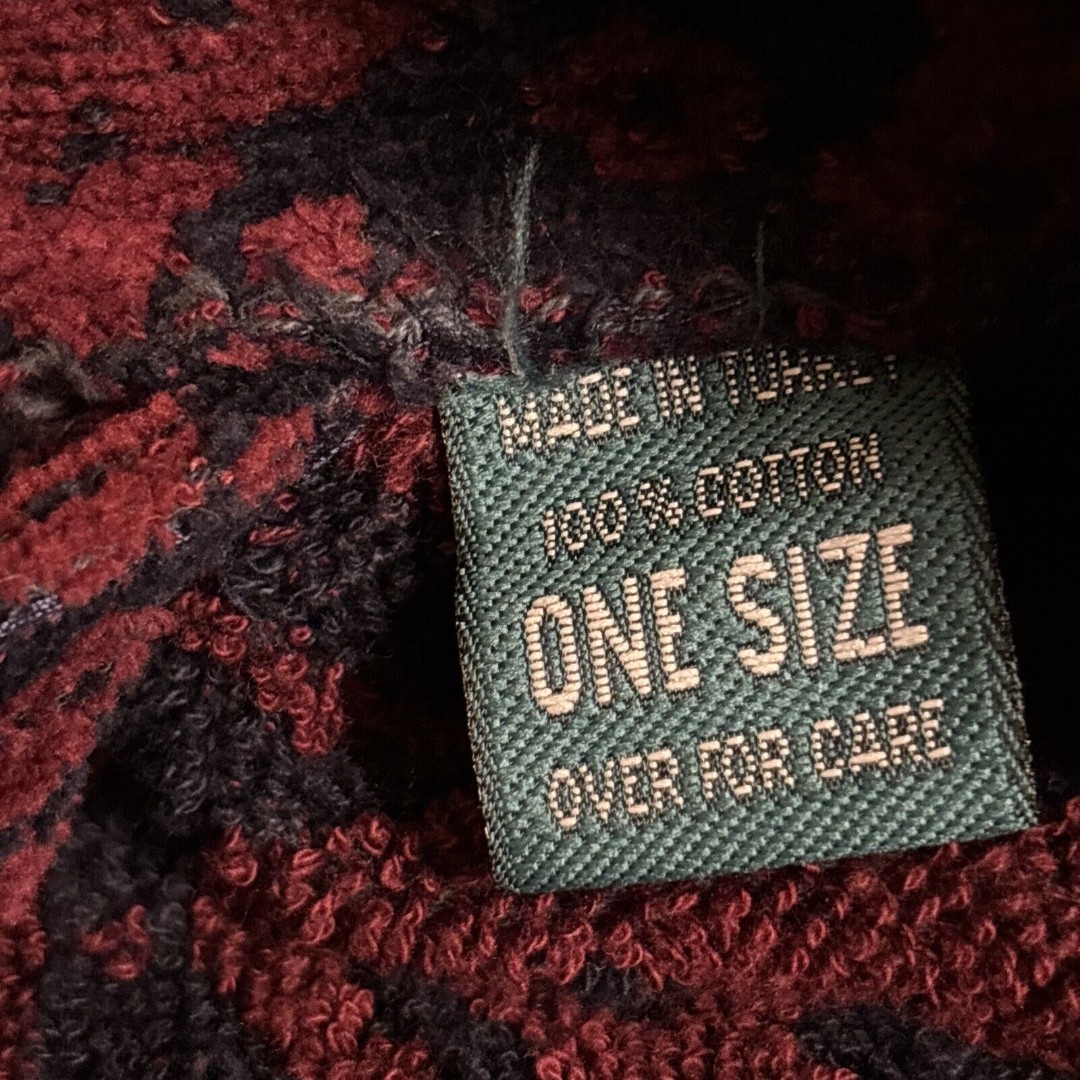 MADE IN TURKEY
100% COTTON
ONE SIZE
OVER FOR CARE